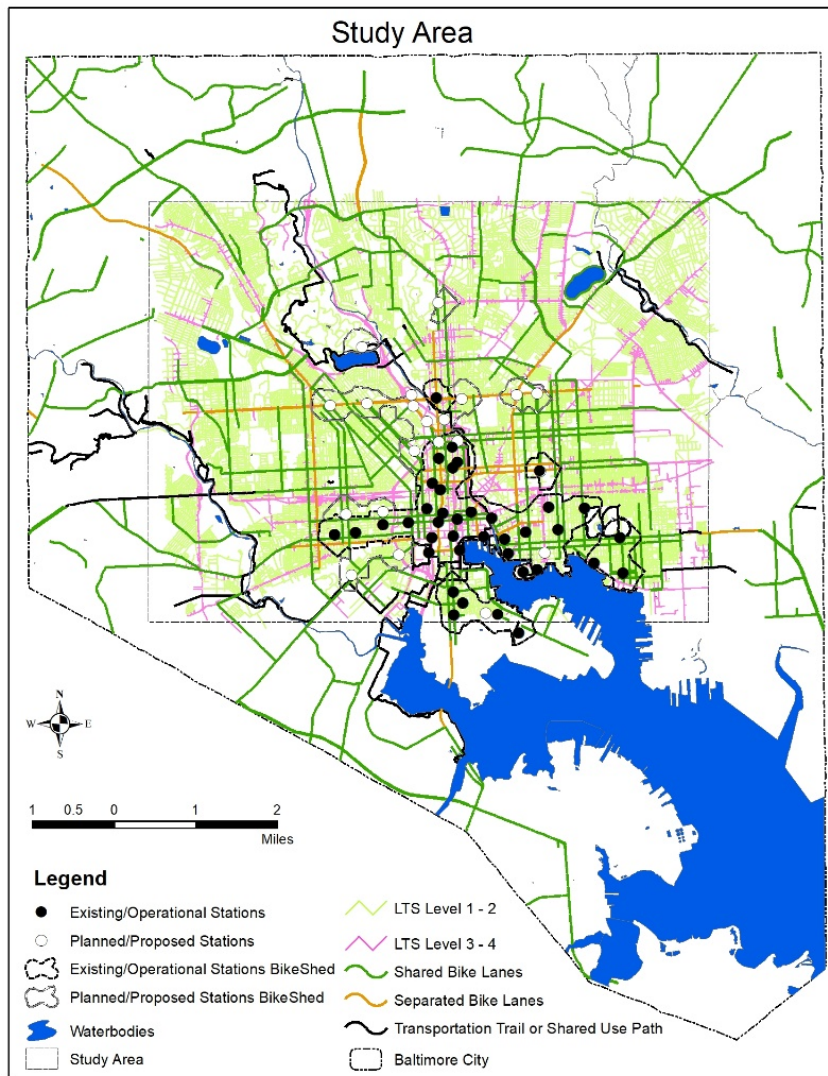 Study Area
N
W E
S
1 0.5 0 1 2
Miles
Legend
Existing/Operational Stations
Planned/Proposed Stations
Existing/Operational Stations BikeShed
Planned/Proposed Stations BikeShed
Waterbodies
Study Area
LTS Level 1 - 2
LTS Level 3 - 4
Shared Bike Lanes
Separated Bike Lanes
Transportation Trail or Shared Use Path
Baltimore City